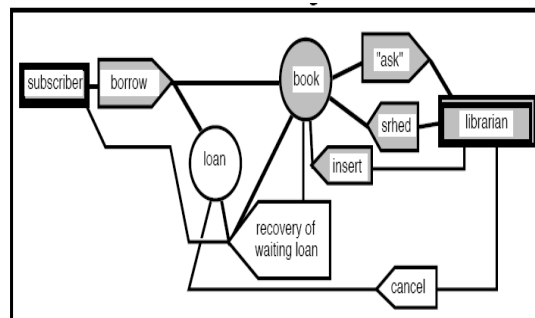 subscriber
borrow
book
"ask"
librarian
srhed
loan
insert
recovery of
waiting loan
cancel